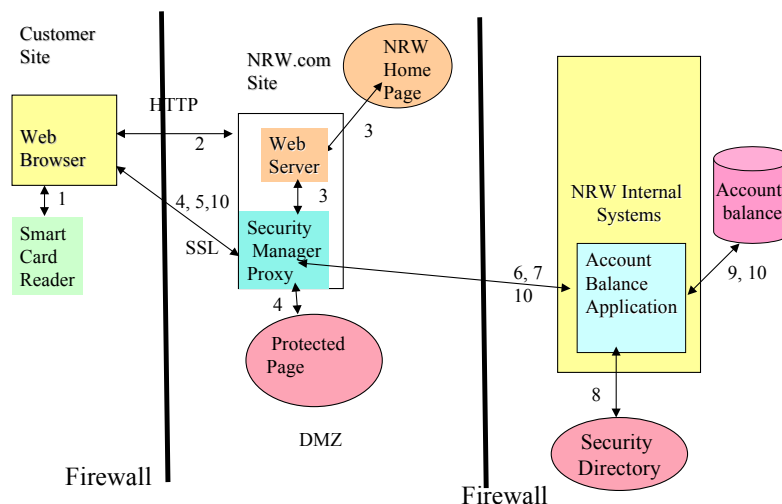 Customer
Site
NRW.com
Site
NRW
Home
Page
HTTP
2
3
Web
Browser
Web
Server
1
4, 5,10
3
SSL
Smart
Card
Reader
Security
Manager
Proxy
4
Protected
Page
DMZ
Firewall
6, 7
10
NRW Internal
Systems
Account
balance
Account
Balance
Application
9, 10
8
Security
Directory
Firewall